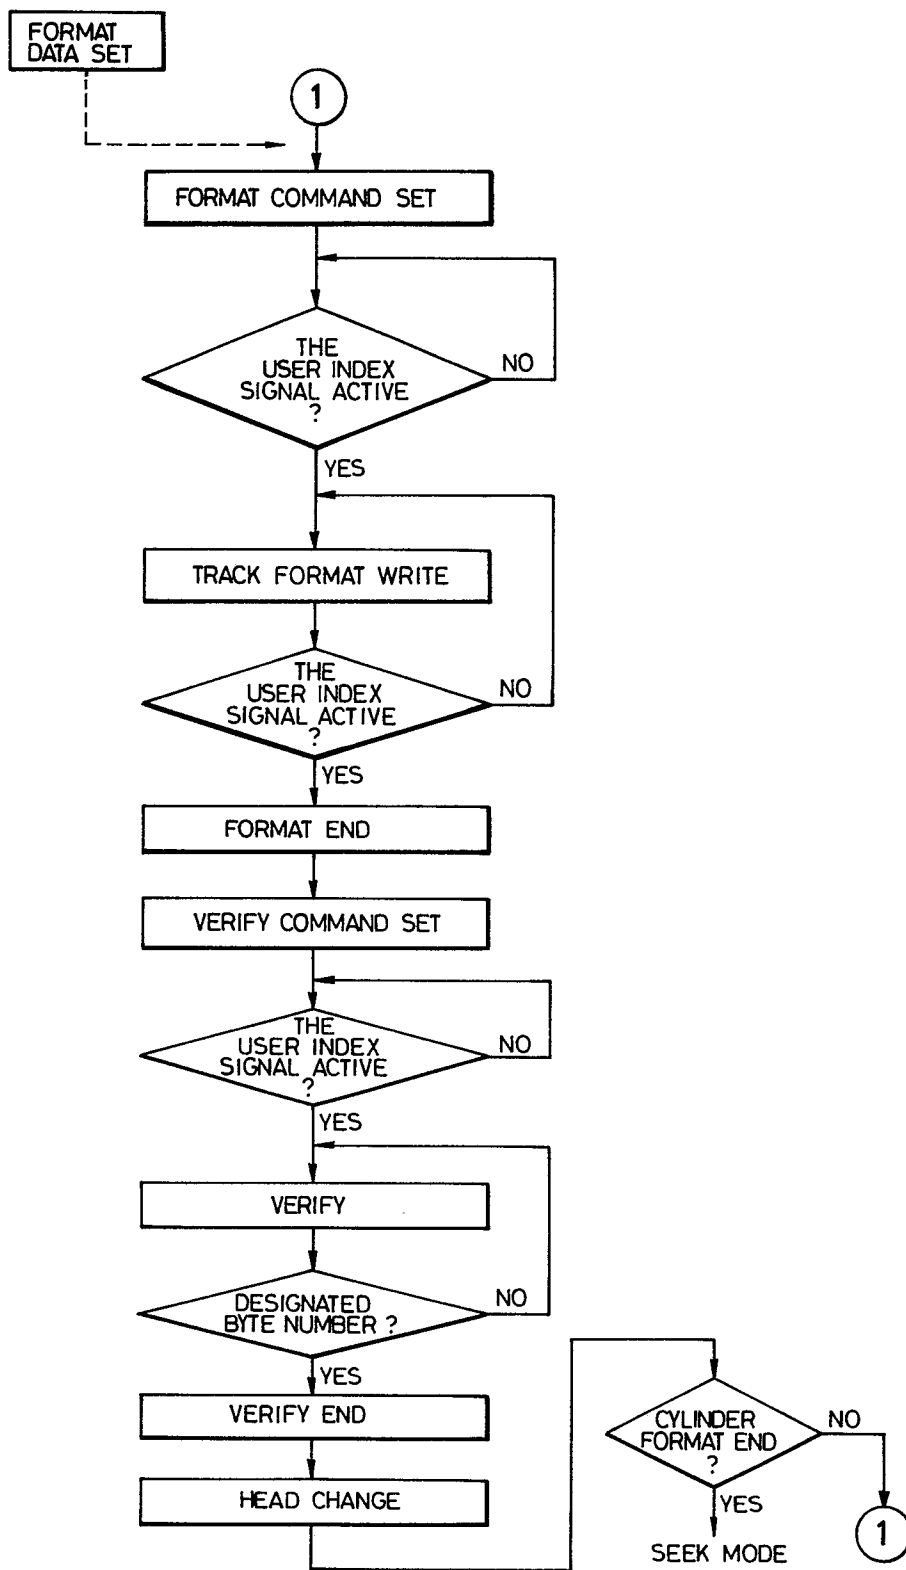 FORMAT
DATA SET
1
FORMAT COMMAND SET
THE
USER INDEX
SIGNAL ACTIVE
?
NO
YES
TRACK FORMAT WRITE
THE
USER INDEX
SIGNAL ACTIVE
?
NO
YES
FORMAT END
VERIFY COMMAND SET
THE
USER INDEX
SIGNAL ACTIVE
?
NO
YES
VERIFY
DESIGNATED
BYTE NUMBER ?
NO
YES
VERIFY END
HEAD CHANGE
CYLINDER
FORMAT END
?
NO
YES
SEEK MODE
1